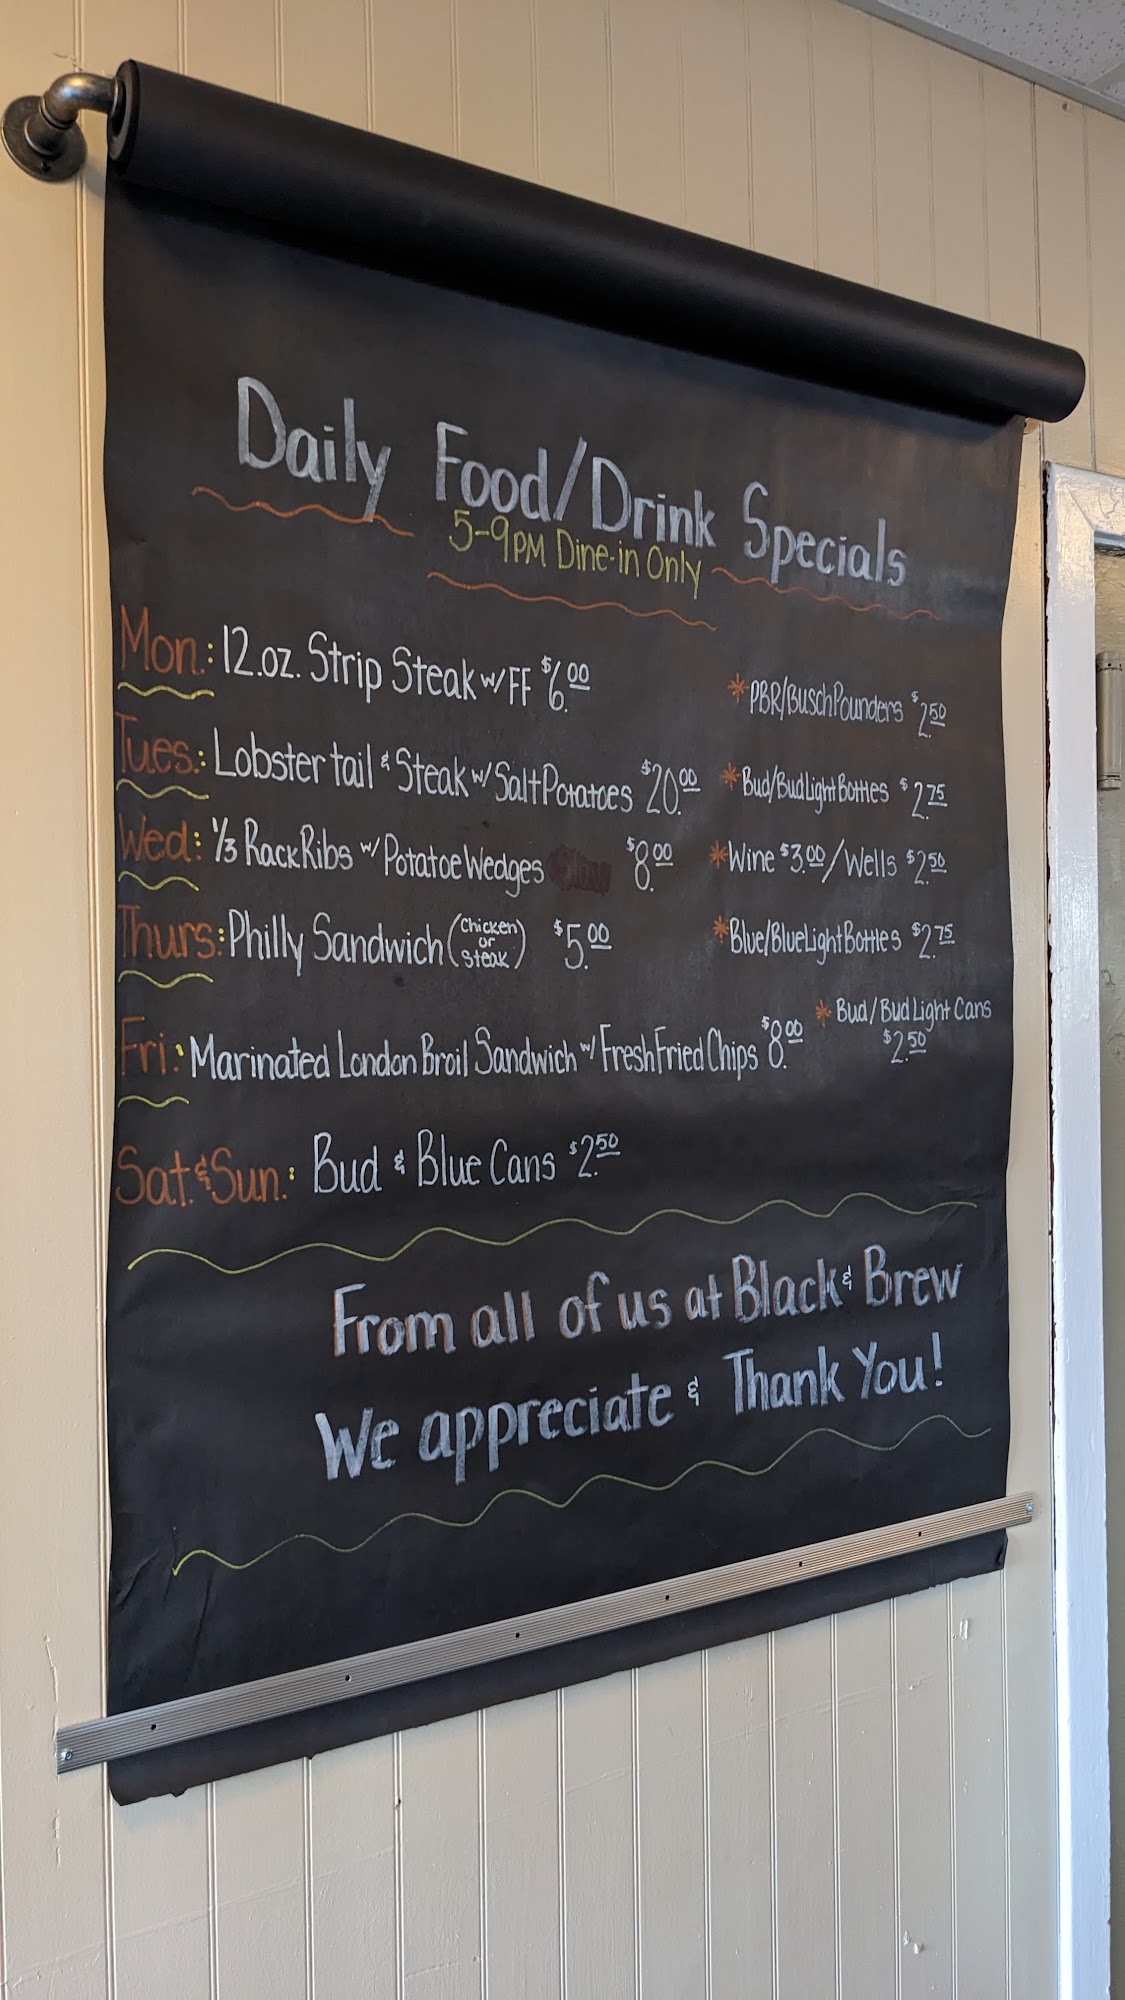 Daily Food/Drink Specials
5-9PM Dine-in Only
Mon.: 12.oz. Strip Steak w/ FF $6.00 *PBR/Busch Pounders $2.50
Tues.: Lobster tail & Steak w/ Salt Potatoes $20.00 *Bud/Bud Light Bottles $2.75
Wed: 1/3 Rack Ribs w/ Potatoe Wedges $8.00 *Wine $3.00/Wells $2.50
Thurs: Philly Sandwich (Chicken or Steak) $5.00 *Blue/Blue Light Bottles $2.75
Fri: Marinated London Broil Sandwich w/ Fresh Fried Chips $8.00 * Bud/Bud Light Cans
$2.50
Sat. & Sun.: Bud & Blue Cans $2.50
From all of us at Black & Brew
We appreciate & Thank You!